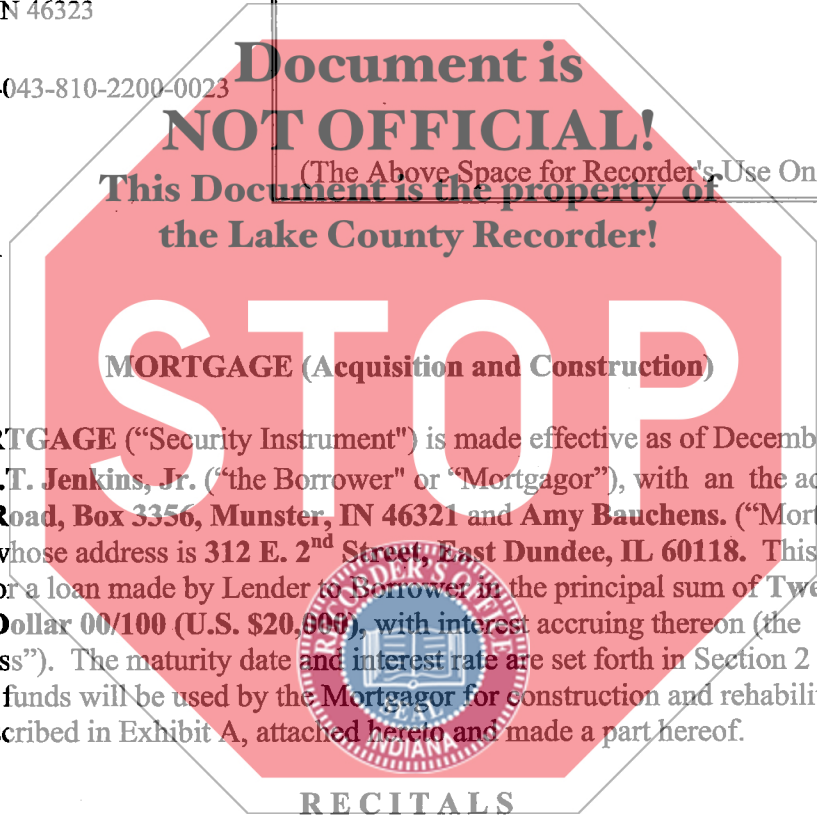 N 46323
Document is
-043-810-2200-0023
NOT OFFICIAL!
(The Above Space for Recorder's Use On
This Document is the property of
the Lake County Recorder!
STOP
MORTGAGE (Acquisition and Construction)
RTGAGE ("Security Instrument") is made effective as of Decemb
.T. Jenkins, Jr. ("the Borrower" or "Mortgagor"), with an the ad
Road, Box 3356, Munster, IN 46321 and Amy Bauchens. ("Mort
whose address is 312 E. 2nd Street, East Dundee, IL 60118. This
or a loan made by Lender to Borrower in the principal sum of Twe
Dollar 00/100 (U.S. $20,000), with interest accruing thereon (the
ss"). The maturity date and interest rate are set forth in Section 2
funds will be used by the Mortgagor for construction and rehabili
cribed in Exhibit A, attached hereto and made a part hereof.
RECORDER'S OFFICE
SEAL
INDIANA
RECITALS